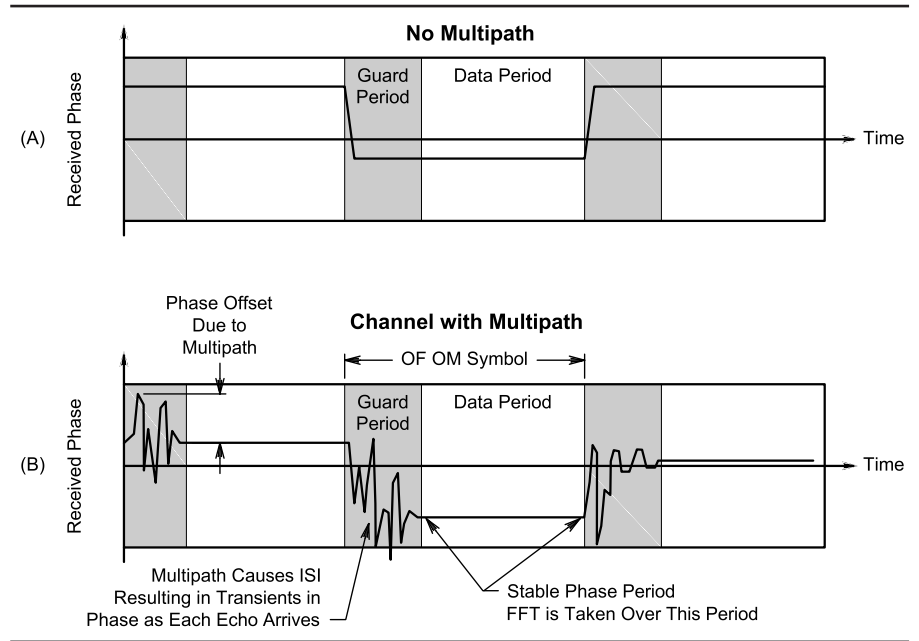 No Multipath
(A)
Received Phase
Guard
Period
Data Period
Time
Phase Offset
Due to
Multipath
Channel with Multipath
OF OM Symbol
(B)
Received Phase
Guard
Period
Data Period
Time
Multipath Causes ISI
Resulting in Transients in
Phase as Each Echo Arrives
Stable Phase Period
FFT is Taken Over This Period